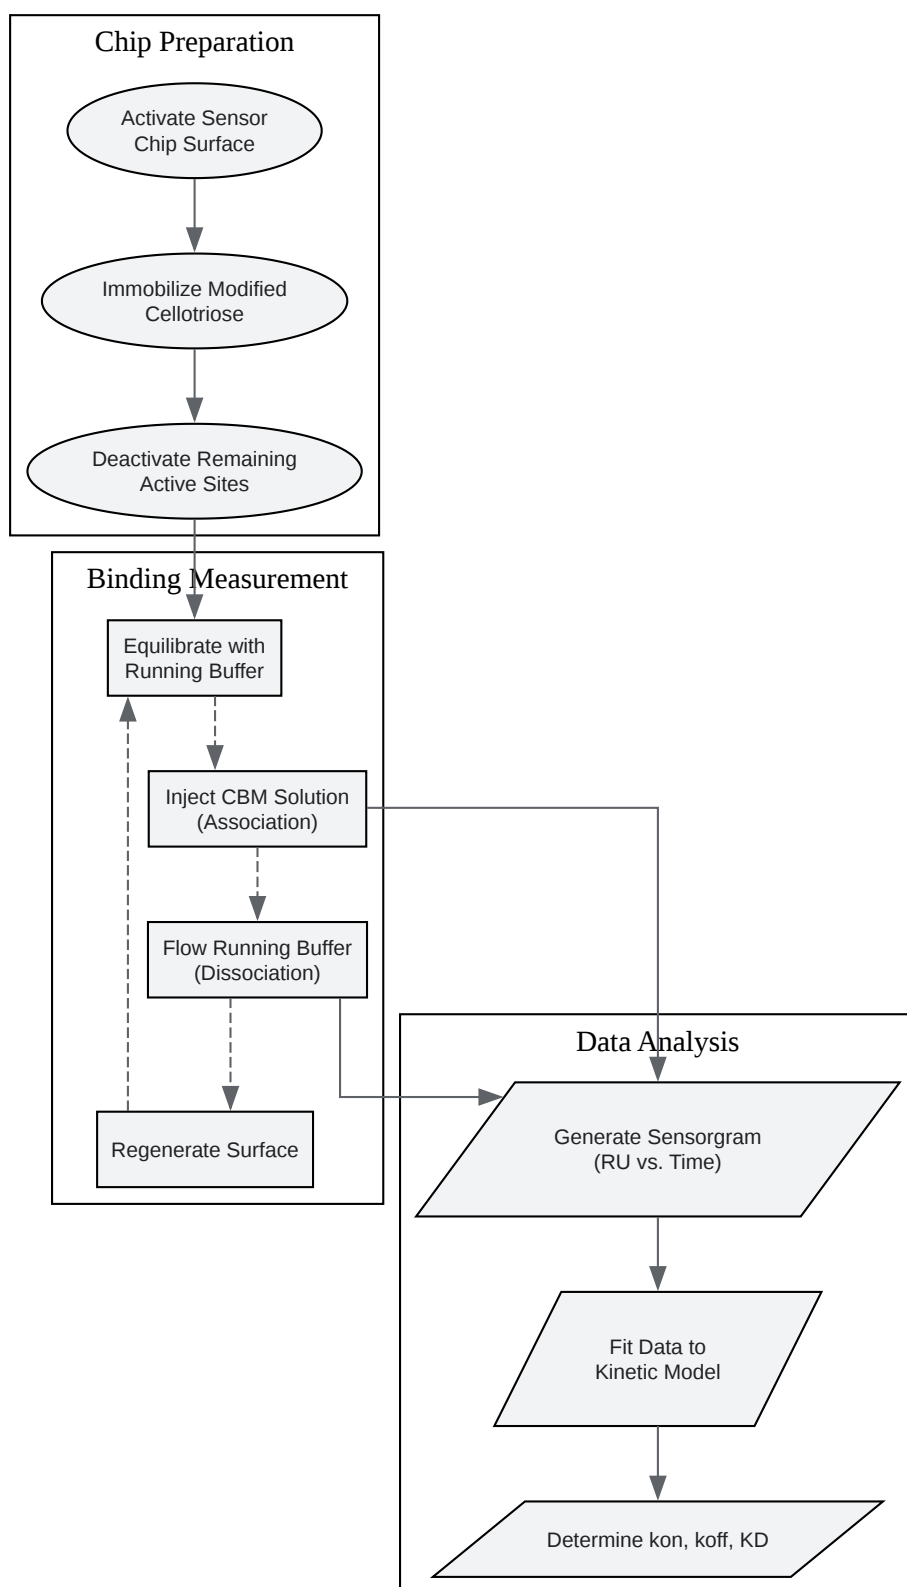 Chip Preparation
Activate Sensor
Chip Surface
Immobilize Modified
Cellotriose
Deactivate Remaining
Active Sites
Binding Measurement
Equilibrate with
Running Buffer
Inject CBM Solution
(Association)
Flow Running Buffer
(Dissociation)
Regenerate Surface
Data Analysis
Generate Sensorgram
(RU vs. Time)
Fit Data to
Kinetic Model
Determine kon, koff, KD